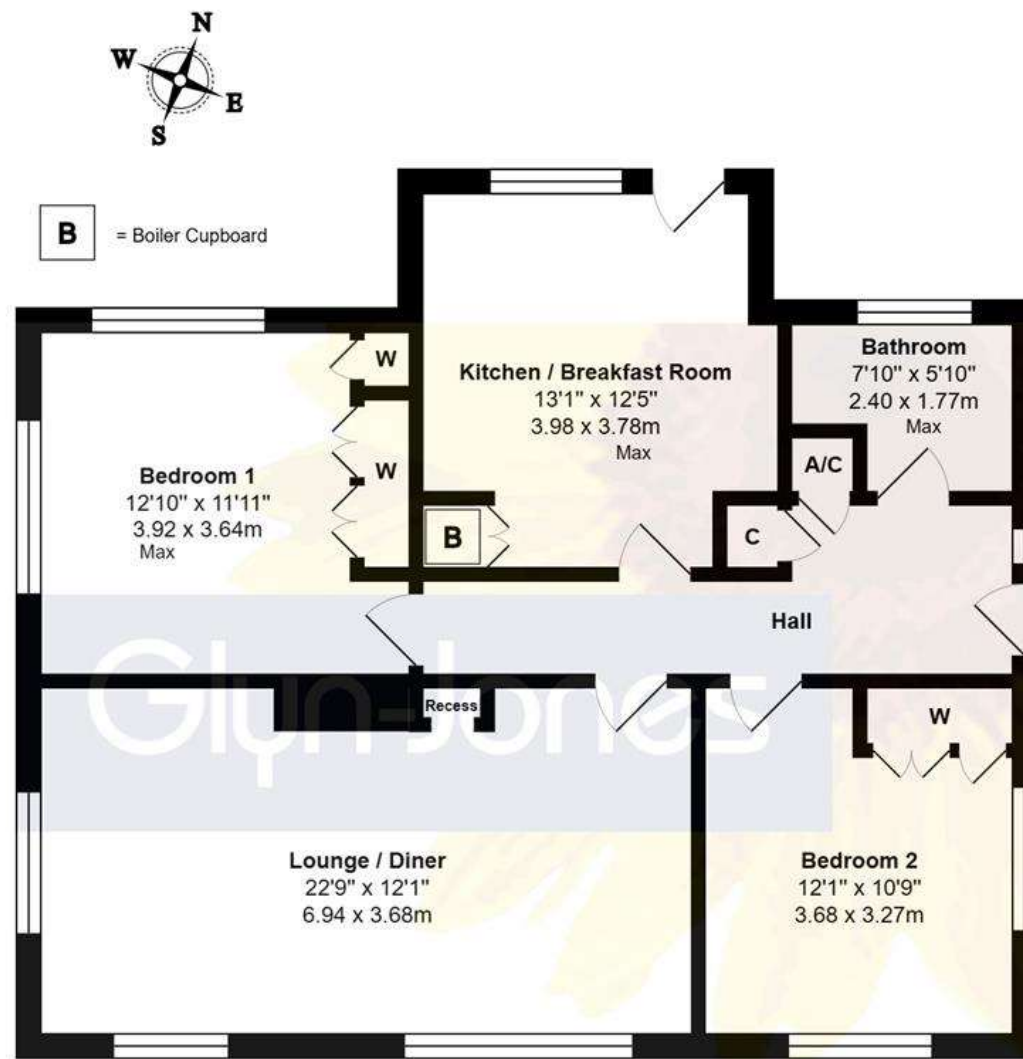 N
W
E
S
B = Boiler Cupboard
W
Kitchen / Breakfast Room
13'1" x 12'5"
3.98 x 3.78m
Max
Bathroom
7'10" x 5'10"
2.40 x 1.77m
Max
Bedroom 1
12'10" x 11'11"
3.92 x 3.64m
Max
W
A/C
B
C
Hall
Glyn-Jones
Recess
W
Lounge / Diner
22'9" x 12'1"
6.94 x 3.68m
Bedroom 2
12'1" x 10'9"
3.68 x 3.27m